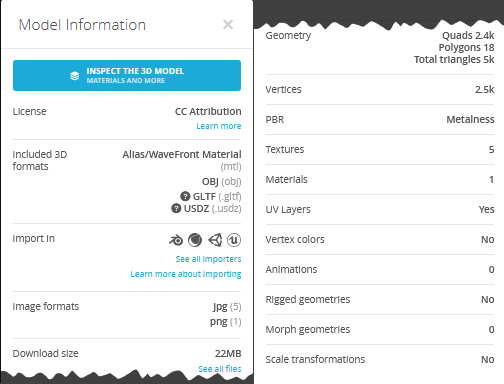 Model Information
×
INSPECT THE 3D MODEL
MATERIALS AND MORE
License CC Attribution
Learn more
Included 3D formats Alias/WaveFront Material (mtl)
OBJ (obj)
? GLTF (.gltf)
? USDZ (.usdz)
Import in
See all importers
Learn more about importing
Image formats jpg (5)
png (1)
Download size 22MB
See all files
Geometry Quads 2.4k
Polygons 18
Total triangles 5k
Vertices 2.5k
PBR Metalness
Textures 5
Materials 1
UV Layers Yes
Vertex colors No
Animations 0
Rigged geometries No
Morph geometries 0
Scale transformations No